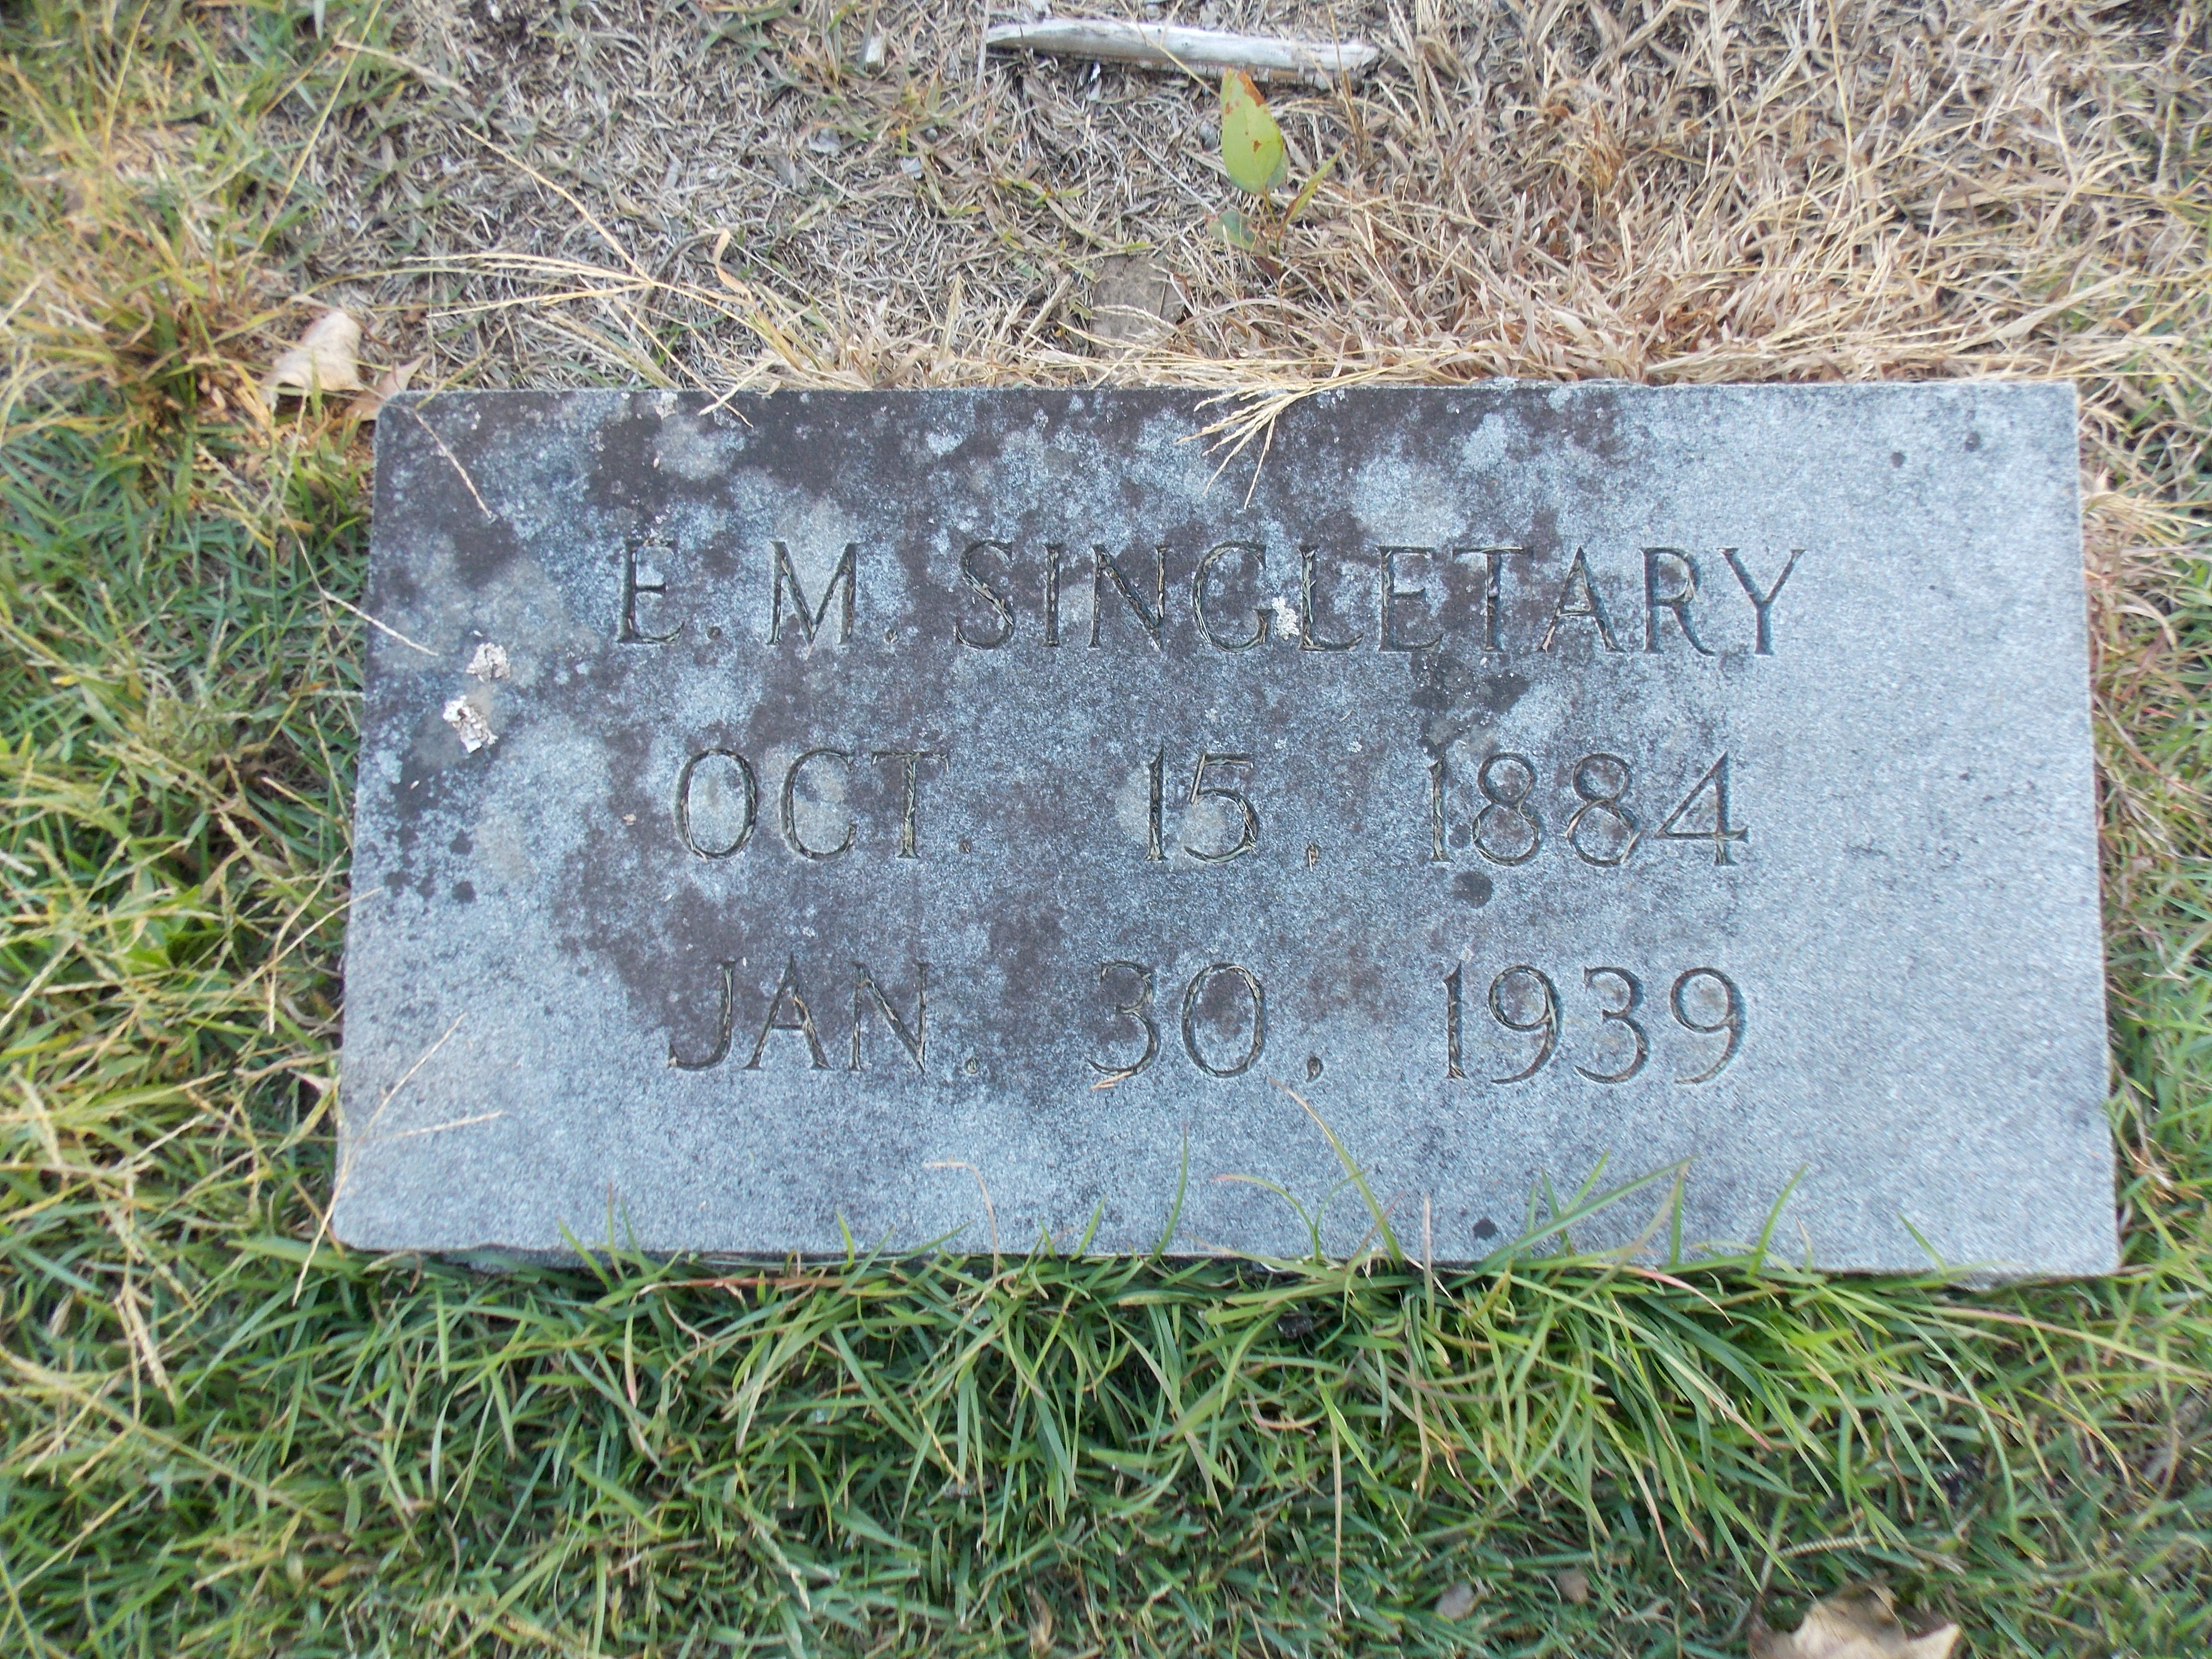 E. M. SINGLETARY
OCT. 15, 1884
JAN. 30, 1939